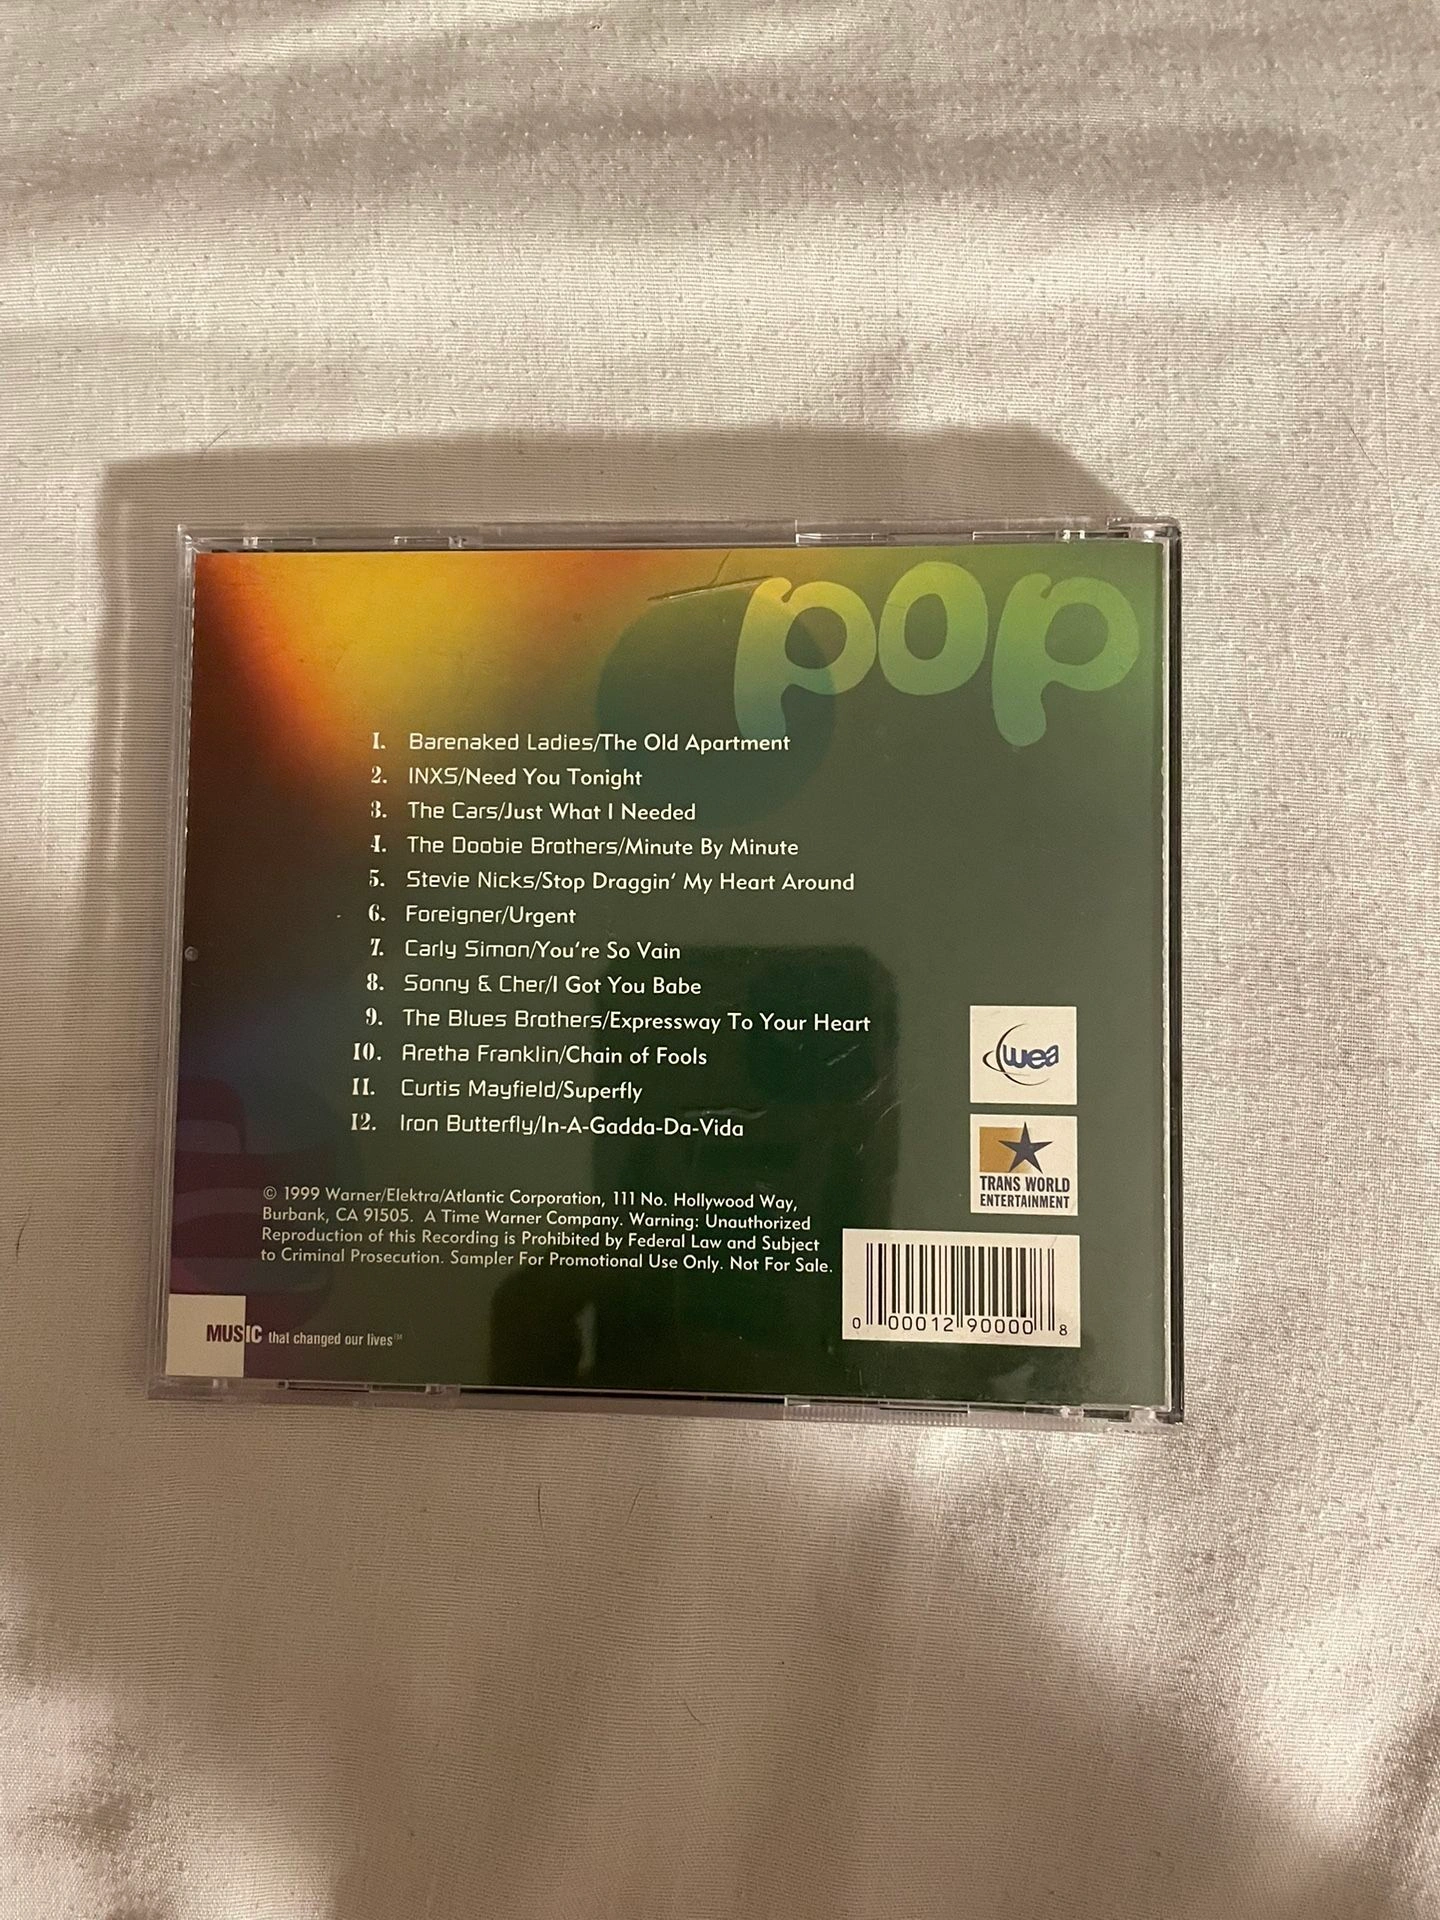 pop
1. Barenaked Ladies/The Old Apartment
2. INXS/Need You Tonight
3. The Cars/Just What I Needed
4. The Doobie Brothers/Minute By Minute
5. Stevie Nicks/Stop Draggin' My Heart Around
6. Foreigner/Urgent
7. Carly Simon/You're So Vain
8. Sonny & Cher/I Got You Babe
9. The Blues Brothers/Expressway To Your Heart
10. Aretha Franklin/Chain of Fools
11. Curtis Mayfield/Superfly
12. Iron Butterfly/In-A-Gadda-Da-Vida
wea
TRANS WORLD
ENTERTAINMENT
© 1999 Warner/Elektra/Atlantic Corporation, 111 No. Hollywood Way,
Burbank, CA 91505. A Time Warner Company. Warning: Unauthorized
Reproduction of this Recording is Prohibited by Federal Law and Subject
to Criminal Prosecution. Sampler For Promotional Use Only. Not For Sale.
0 00012 90000 8
MUSIC that changed our lives™